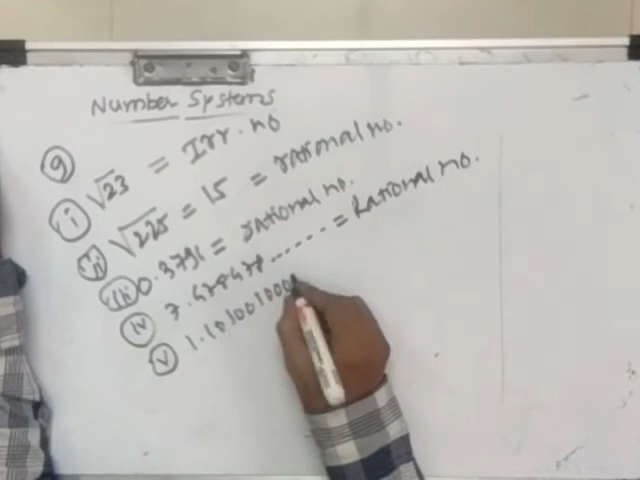 Number Systems
9
(i) √23 = Irr. no
(ii) √225 = 15 = rational no.
(iii) 0.3796 = rational no.
(iv) 7.478478...... = Rational no.
(v) 1.101001000